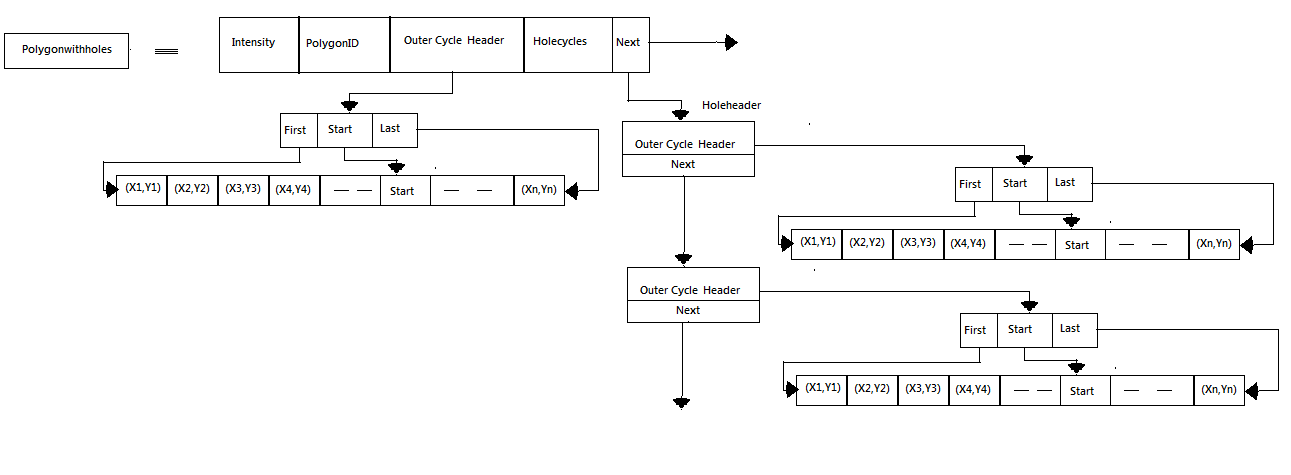 Polygonwithholes
Intensity PolygonID Outer Cycle Header Holecycles Next
First Start Last
(X1,Y1) (X2,Y2) (X3,Y3) (X4,Y4) Start (Xn,Yn)
Holeheader
Outer Cycle Header
Next
First Start Last
(X1,Y1) (X2,Y2) (X3,Y3) (X4,Y4) Start (Xn,Yn)
Outer Cycle Header
Next
First Start Last
(X1,Y1) (X2,Y2) (X3,Y3) (X4,Y4) Start (Xn,Yn)